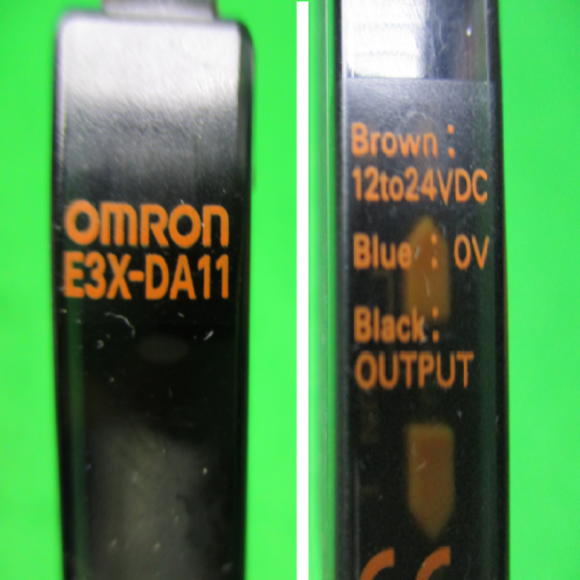 OMRON
E3X-DA11
Brown :
12to24VDC
Blue : 0V
Black :
OUTPUT
CE